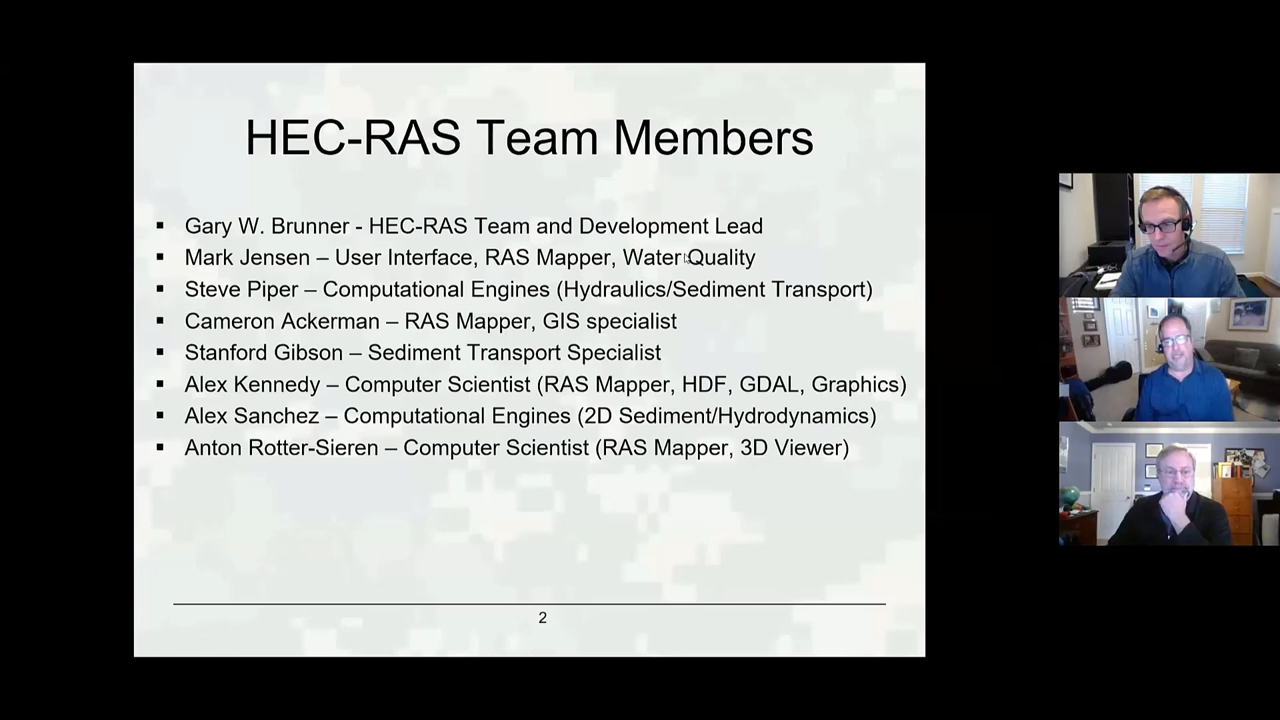 HEC-RAS Team Members
▪ Gary W. Brunner - HEC-RAS Team and Development Lead
▪ Mark Jensen – User Interface, RAS Mapper, Water Quality
▪ Steve Piper – Computational Engines (Hydraulics/Sediment Transport)
▪ Cameron Ackerman – RAS Mapper, GIS specialist
▪ Stanford Gibson – Sediment Transport Specialist
▪ Alex Kennedy – Computer Scientist (RAS Mapper, HDF, GDAL, Graphics)
▪ Alex Sanchez – Computational Engines (2D Sediment/Hydrodynamics)
▪ Anton Rotter-Sieren – Computer Scientist (RAS Mapper, 3D Viewer)
2